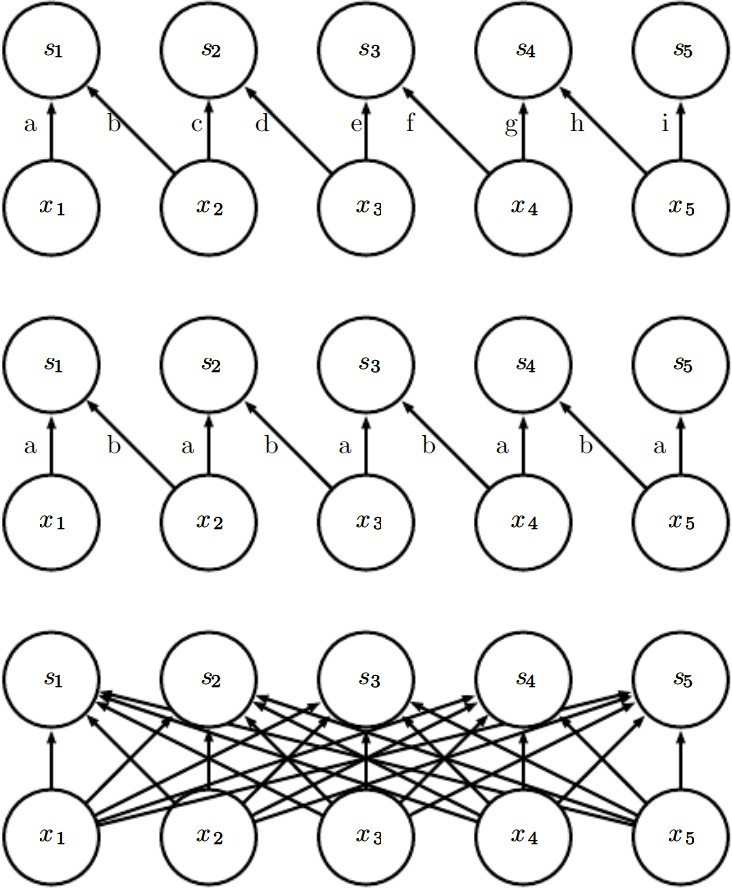 s1 s2 s3 s4 s5
a b c d e f g h i
x1 x2 x3 x4 x5
s1 s2 s3 s4 s5
a b a b a b a b a
x1 x2 x3 x4 x5
s1 s2 s3 s4 s5
x1 x2 x3 x4 x5